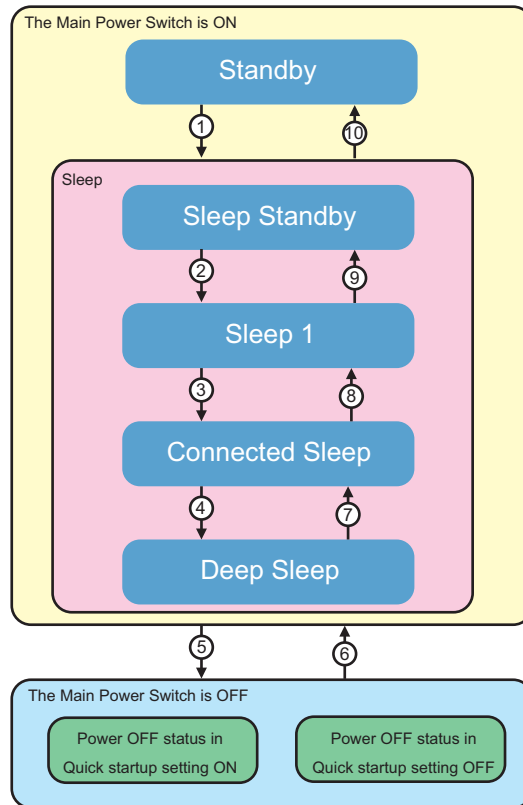 The Main Power Switch is ON
Standby
1
10
Sleep
Sleep Standby
2
9
Sleep 1
3
8
Connected Sleep
4
7
Deep Sleep
5
6
The Main Power Switch is OFF
Power OFF status in
Quick startup setting ON
Power OFF status in
Quick startup setting OFF